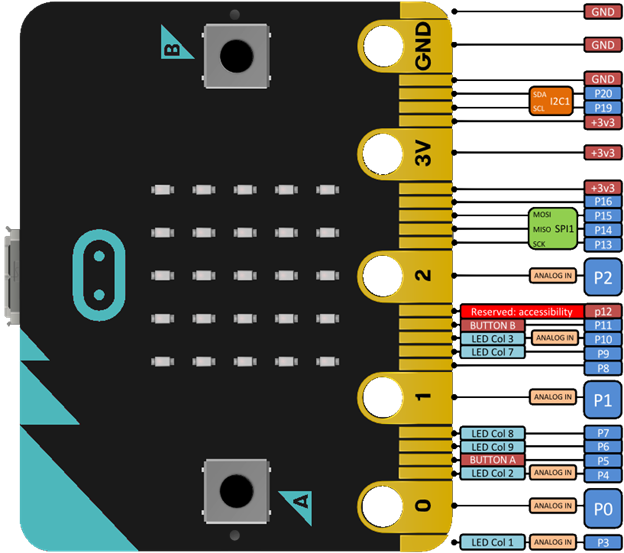 GND
B
GND
GND
GND
SDA
I2C1
P20
SCL
P19
+3v3
3V
+3v3
+3v3
P16
MOSI
P15
MISO
SPI1
P14
SCK
P13
2
ANALOG IN
P2
Reserved: accessibility
p12
BUTTON B
P11
LED Col 3
ANALOG IN
P10
LED Col 7
P9
P8
1
ANALOG IN
P1
LED Col 8
P7
LED Col 9
P6
BUTTON A
P5
LED Col 2
ANALOG IN
P4
A
0
ANALOG IN
P0
LED Col 1
ANALOG IN
P3